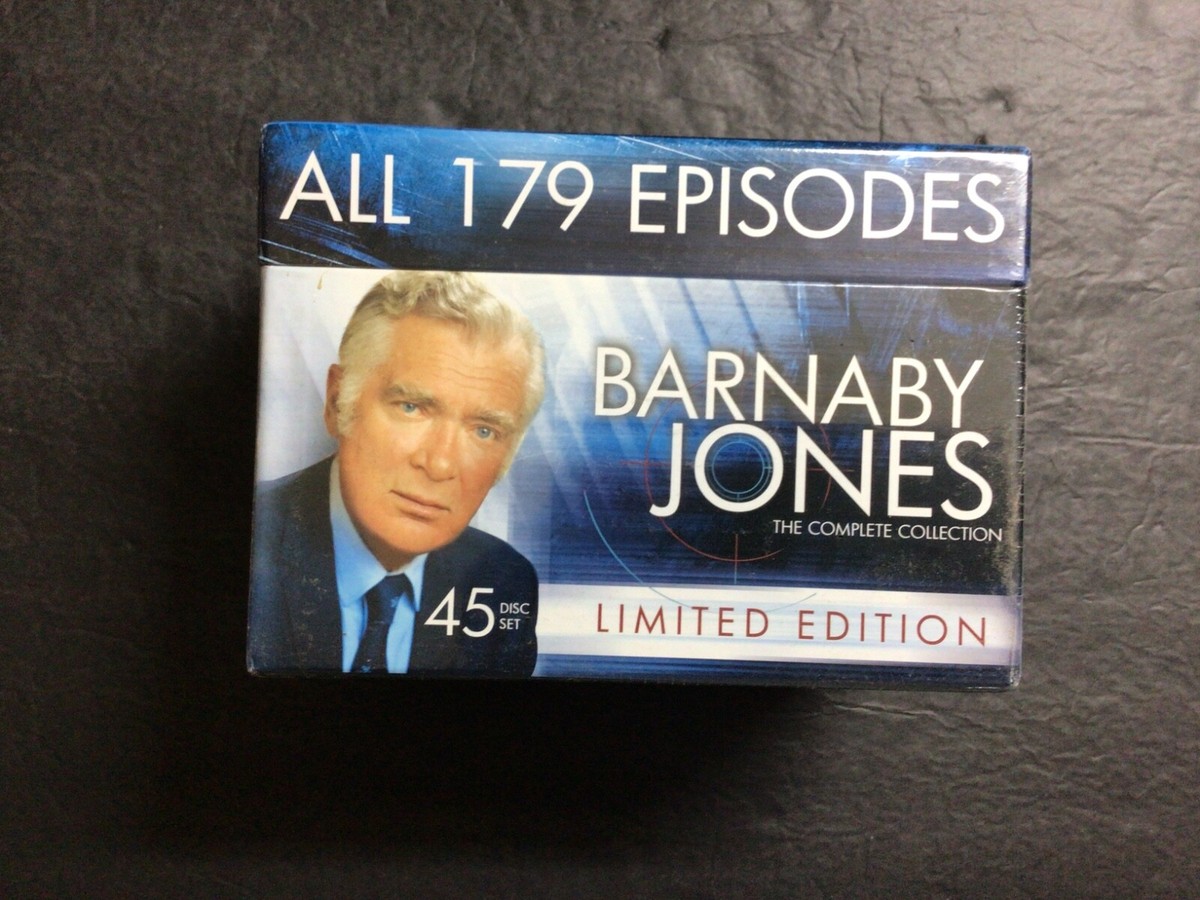 ALL 179 EPISODES
BARNABY
JONES
THE COMPLETE COLLECTION
45 DISC
SET
LIMITED EDITION